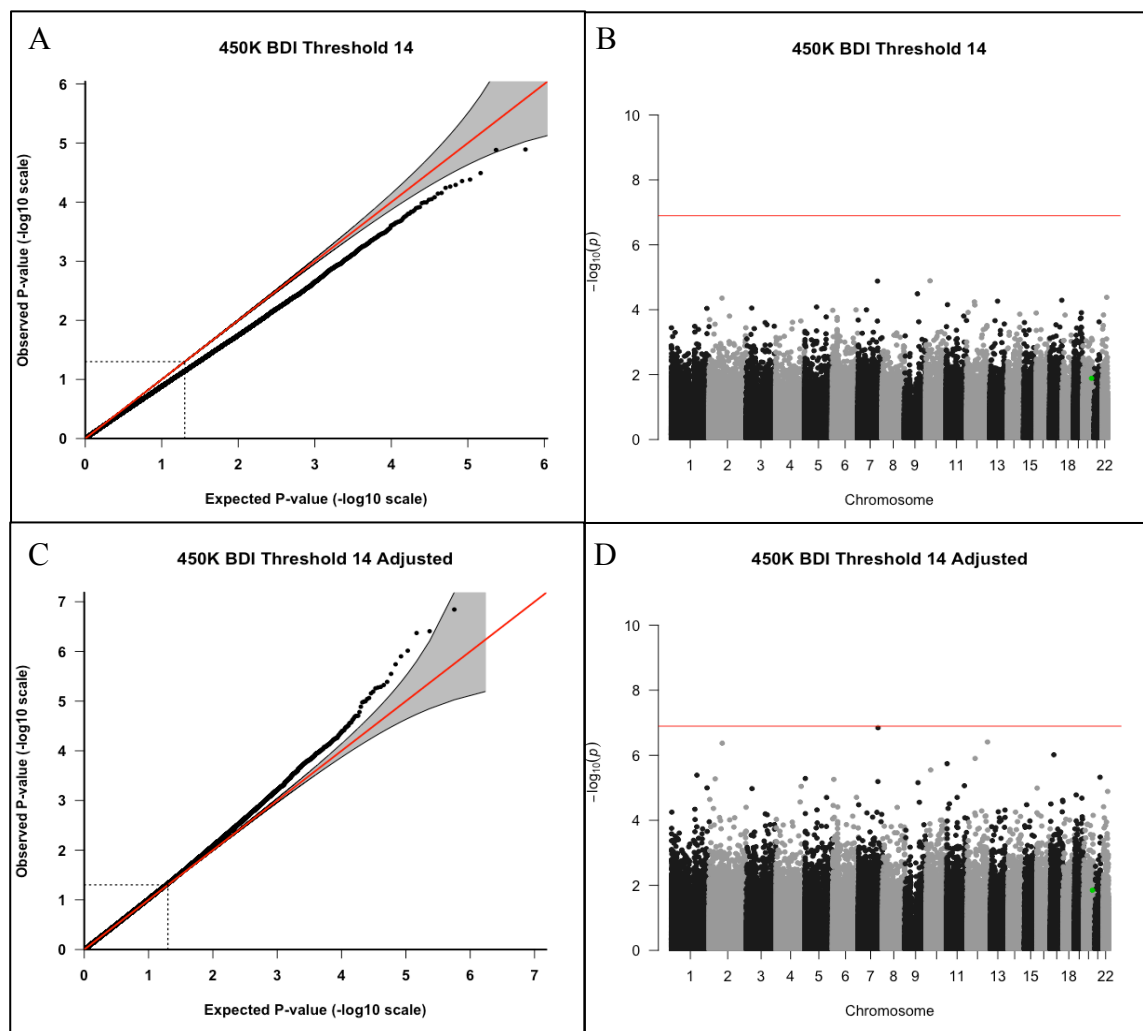 A
450K BDI Threshold 14
Observed P-value (-log10 scale)
6
5
4
3
2
1
0
0 1 2 3 4 5 6
Expected P-value (-log10 scale)
B
450K BDI Threshold 14
−log10(p)
10
8
6
4
2
0
1 2 3 4 5 6 7 8 9 11 13 15 18 22
Chromosome
C
450K BDI Threshold 14 Adjusted
Observed P-value (-log10 scale)
7
6
5
4
3
2
1
0
0 1 2 3 4 5 6 7
Expected P-value (-log10 scale)
D
450K BDI Threshold 14 Adjusted
−log10(p)
10
8
6
4
2
0
1 2 3 4 5 6 7 8 9 11 13 15 18 22
Chromosome